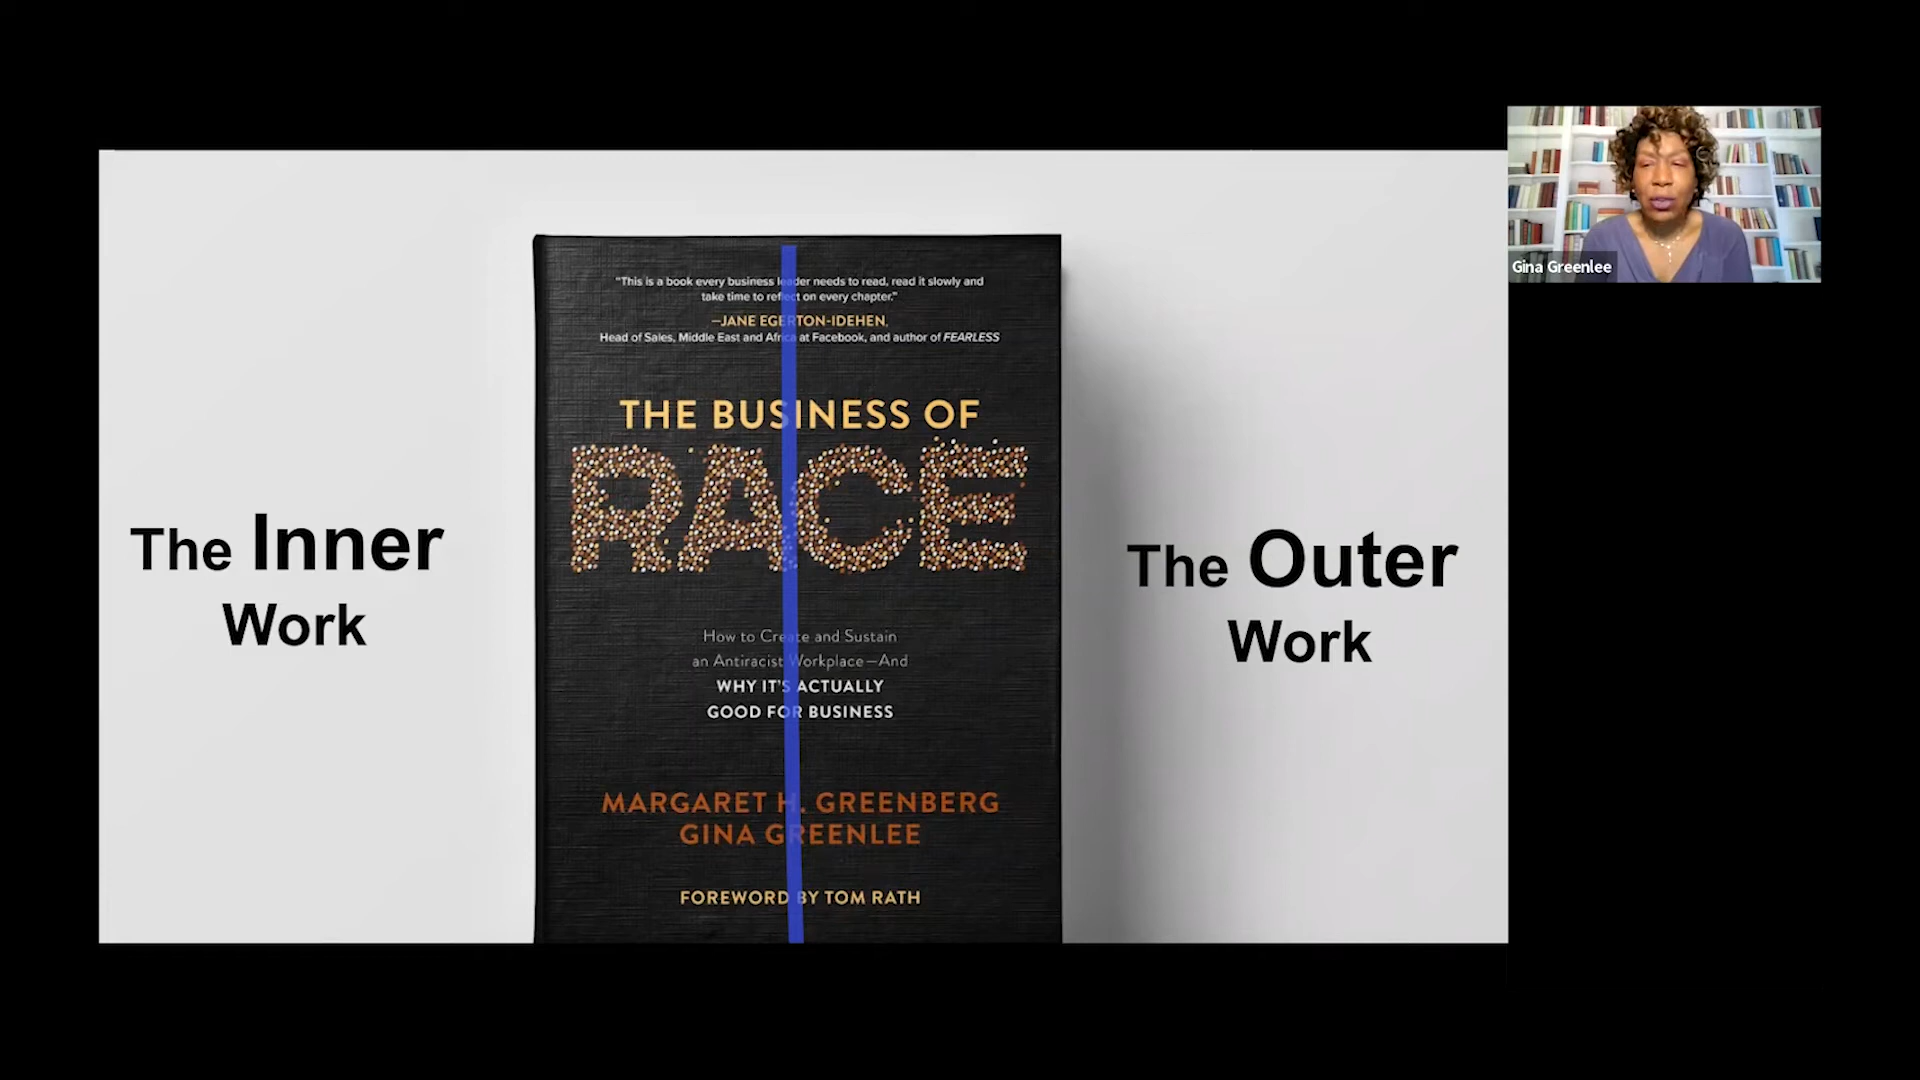 "This is a book every business leader needs to read, read it slowly and
take time to reflect on every chapter."
—JANE EGERTON-IDEHEN,
Head of Sales, Middle East and Africa at Facebook, and author of FEARLESS
THE BUSINESS OF
RACE
How to Create and Sustain
an Antiracist Workplace—And
WHY IT'S ACTUALLY
GOOD FOR BUSINESS
MARGARET H. GREENBERG
GINA GREENLEE
FOREWORD BY TOM RATH
The Inner
Work
The Outer
Work
Gina Greenlee